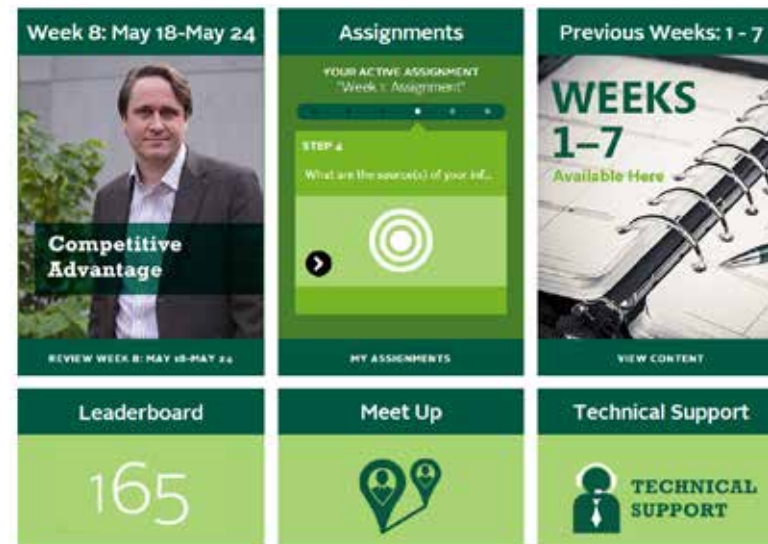 Week 8: May 18-May 24
Competitive
Advantage
REVIEW WEEK 8: MAY 18-MAY 24
Assignments
YOUR ACTIVE ASSIGNMENT
"Week 1: Assignment"
STEP 4
What are the source(s) of your inf...
MY ASSIGNMENTS
Previous Weeks: 1 - 7
WEEKS
1–7
Available Here
VIEW CONTENT
Leaderboard
165
Meet Up
Technical Support
TECHNICAL
SUPPORT